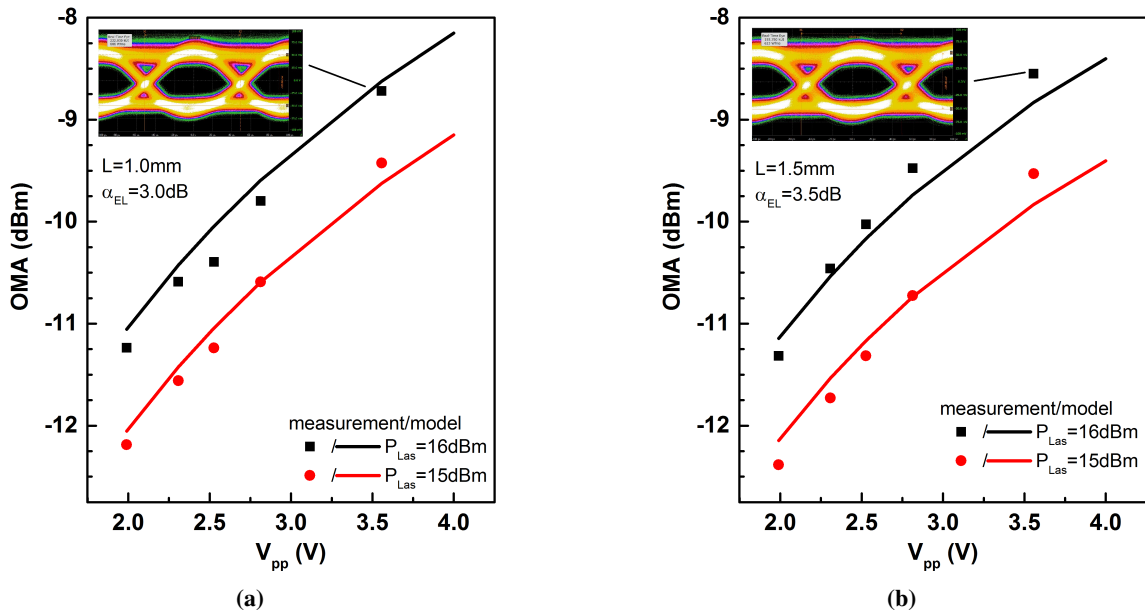 -8
-9
-10
-11
-12
OMA (dBm)
L=1.0mm
α_EL=3.0dB
measurement/model
/ P_Las=16dBm
/ P_Las=15dBm
2.0 2.5 3.0 3.5 4.0
V_pp (V)
(a)
-8
-9
-10
-11
-12
OMA (dBm)
L=1.5mm
α_EL=3.5dB
measurement/model
/ P_Las=16dBm
/ P_Las=15dBm
2.0 2.5 3.0 3.5 4.0
V_pp (V)
(b)